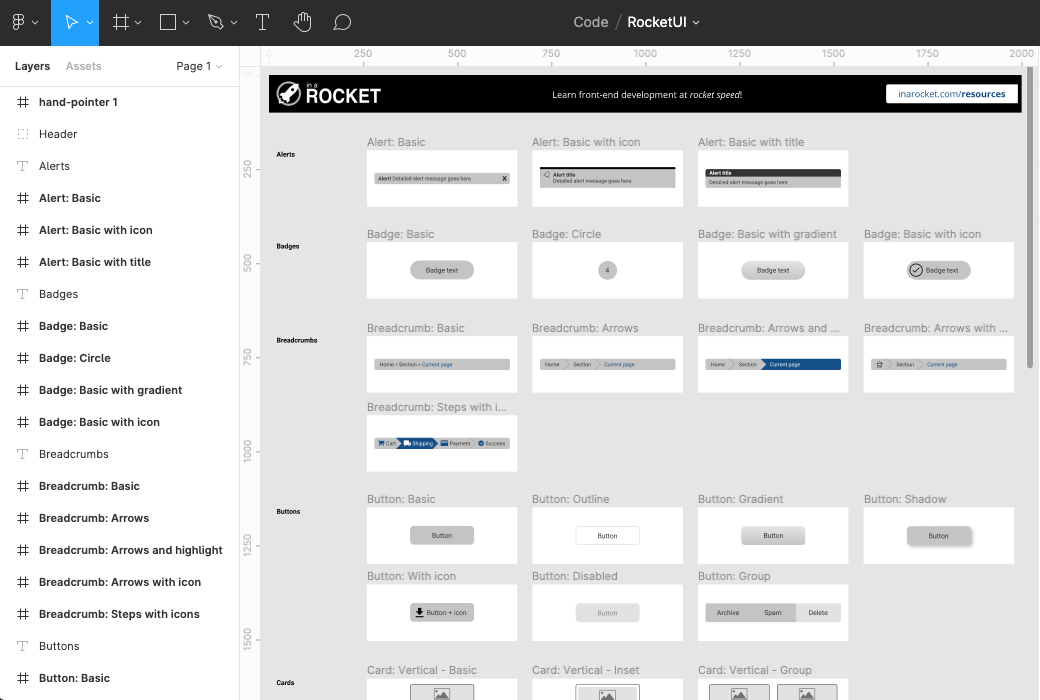 Code / RocketUI
Layers Assets Page 1
hand-pointer 1
Header
Alerts
Alert: Basic
Alert: Basic with icon
Alert: Basic with title
Badges
Badge: Basic
Badge: Circle
Badge: Basic with gradient
Badge: Basic with icon
Breadcrumbs
Breadcrumb: Basic
Breadcrumb: Arrows
Breadcrumb: Arrows and highlight
Breadcrumb: Arrows with icon
Breadcrumb: Steps with icons
Buttons
Button: Basic
0 250 500 750 1000 1250 1500 1750 2000
0
250
500
750
1000
1250
1500
in a
ROCKET
Learn front-end development at rocket speed!
inarocket.com/resources
Alerts
Alert: Basic
Alert! Detailed alert message goes here. X
Alert: Basic with icon
Alert title
Detailed alert message goes here.
Alert: Basic with title
Alert title
Detailed alert message goes here.
Badges
Badge: Basic
Badge text
Badge: Circle
4
Badge: Basic with gradient
Badge text
Badge: Basic with icon
Badge text
Breadcrumbs
Breadcrumb: Basic
Home > Section > Current page
Breadcrumb: Arrows
Home Section Current page
Breadcrumb: Arrows and ...
Home Section Current page
Breadcrumb: Arrows with ...
Section Current page
Breadcrumb: Steps with i...
Cart Shipping Payment Success
Buttons
Button: Basic
Button
Button: Outline
Button
Button: Gradient
Button
Button: Shadow
Button
Button: With icon
Button + icon
Button: Disabled
Button
Button: Group
Archive Spam Delete
Cards
Card: Vertical - Basic
Card: Vertical - Inset
Card: Vertical - Group